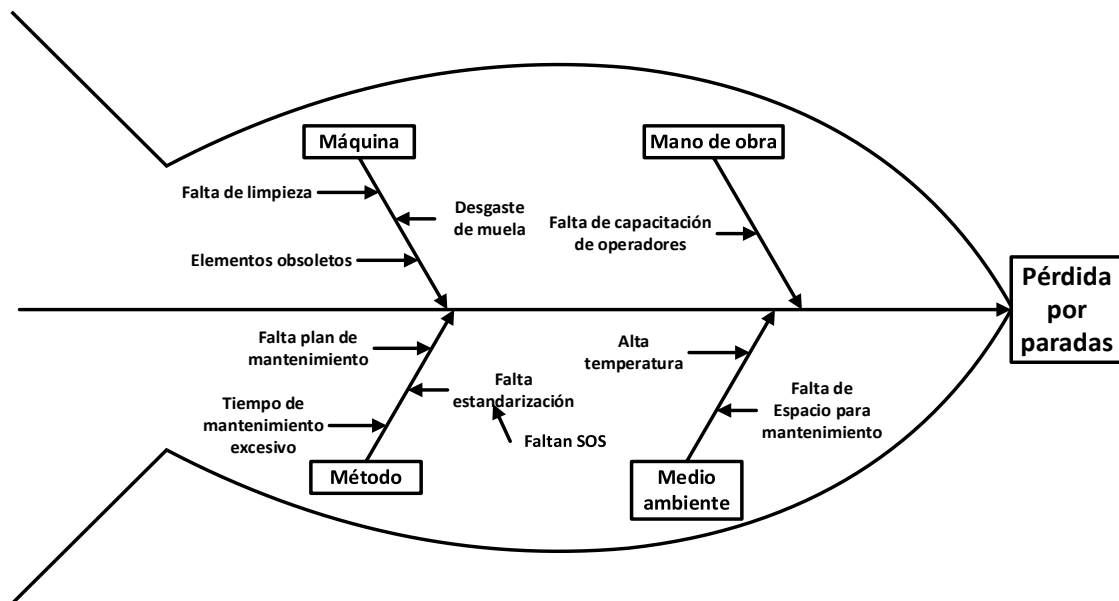 Máquina
Mano de obra
Falta de limpieza
Desgaste
de muela
Falta de capacitación
de operadores
Elementos obsoletos
Pérdida
por
paradas
Falta plan de
mantenimiento
Alta
temperatura
Falta
estandarización
Falta de
Espacio para
mantenimiento
Tiempo de
mantenimiento
excesivo
Faltan SOS
Método
Medio
ambiente